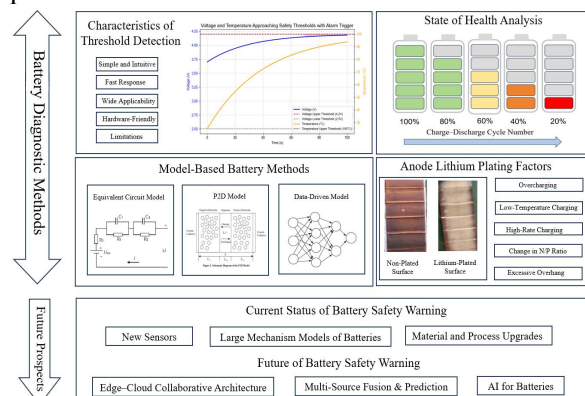 Battery Diagnostic Methods
Characteristics of
Threshold Detection
Simple and Intuitive
Fast Response
Wide Applicability
Hardware-Friendly
Limitations
Voltage and Temperature Approaching Safety Thresholds with Alarm Trigger
Voltage (V)
Time (s)
State of Health Analysis
100% 80% 60% 40% 20%
Charge–Discharge Cycle Number
Model-Based Battery Methods
Equivalent Circuit Model
P2D Model
Data-Driven Model
Anode Lithium Plating Factors
Non-Plated
Surface
Lithium-Plated
Surface
Overcharging
Low-Temperature Charging
High-Rate Charging
Change in N/P Ratio
Excessive Overhang
Future Prospects
Current Status of Battery Safety Warning
New Sensors
Large Mechanism Models of Batteries
Material and Process Upgrades
Future of Battery Safety Warning
Edge–Cloud Collaborative Architecture
Multi-Source Fusion & Prediction
AI for Batteries